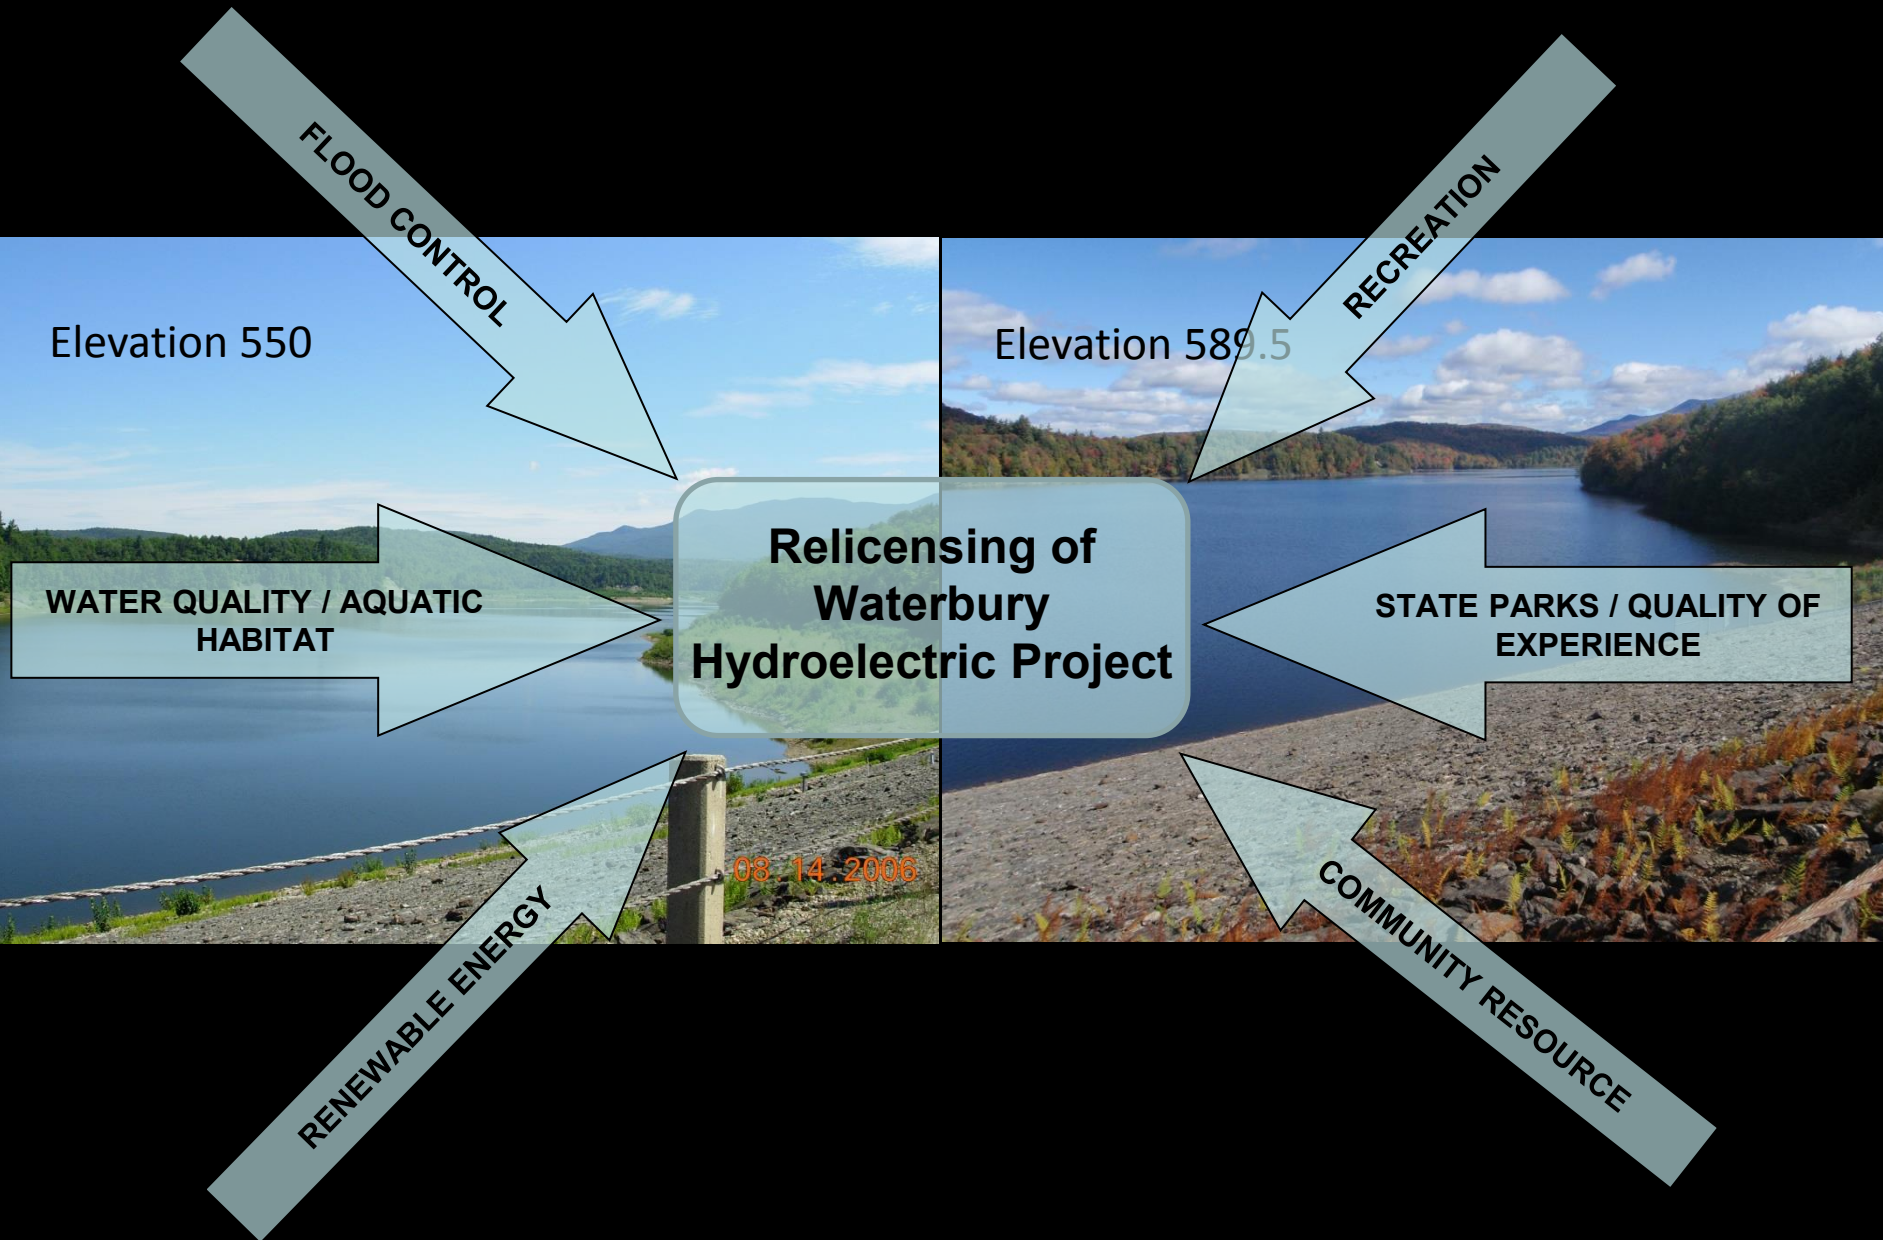 FLOOD CONTROL
RECREATION
Elevation 550
Elevation 589.5
Relicensing of
Waterbury
Hydroelectric Project
WATER QUALITY / AQUATIC
HABITAT
STATE PARKS / QUALITY OF
EXPERIENCE
08.14.2006
RENEWABLE ENERGY
COMMUNITY RESOURCE